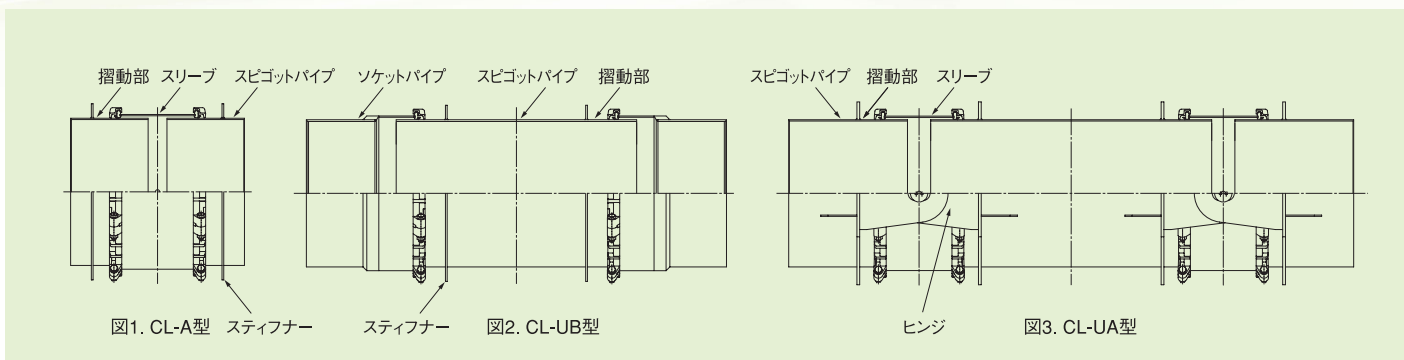 摺動部 スリーブ スピゴットパイプ
ソケットパイプ スピゴットパイプ 摺動部
スピゴットパイプ 摺動部 スリーブ
図1. CL-A型 スティフナー
スティフナー 図2. CL-UB型
ヒンジ 図3. CL-UA型